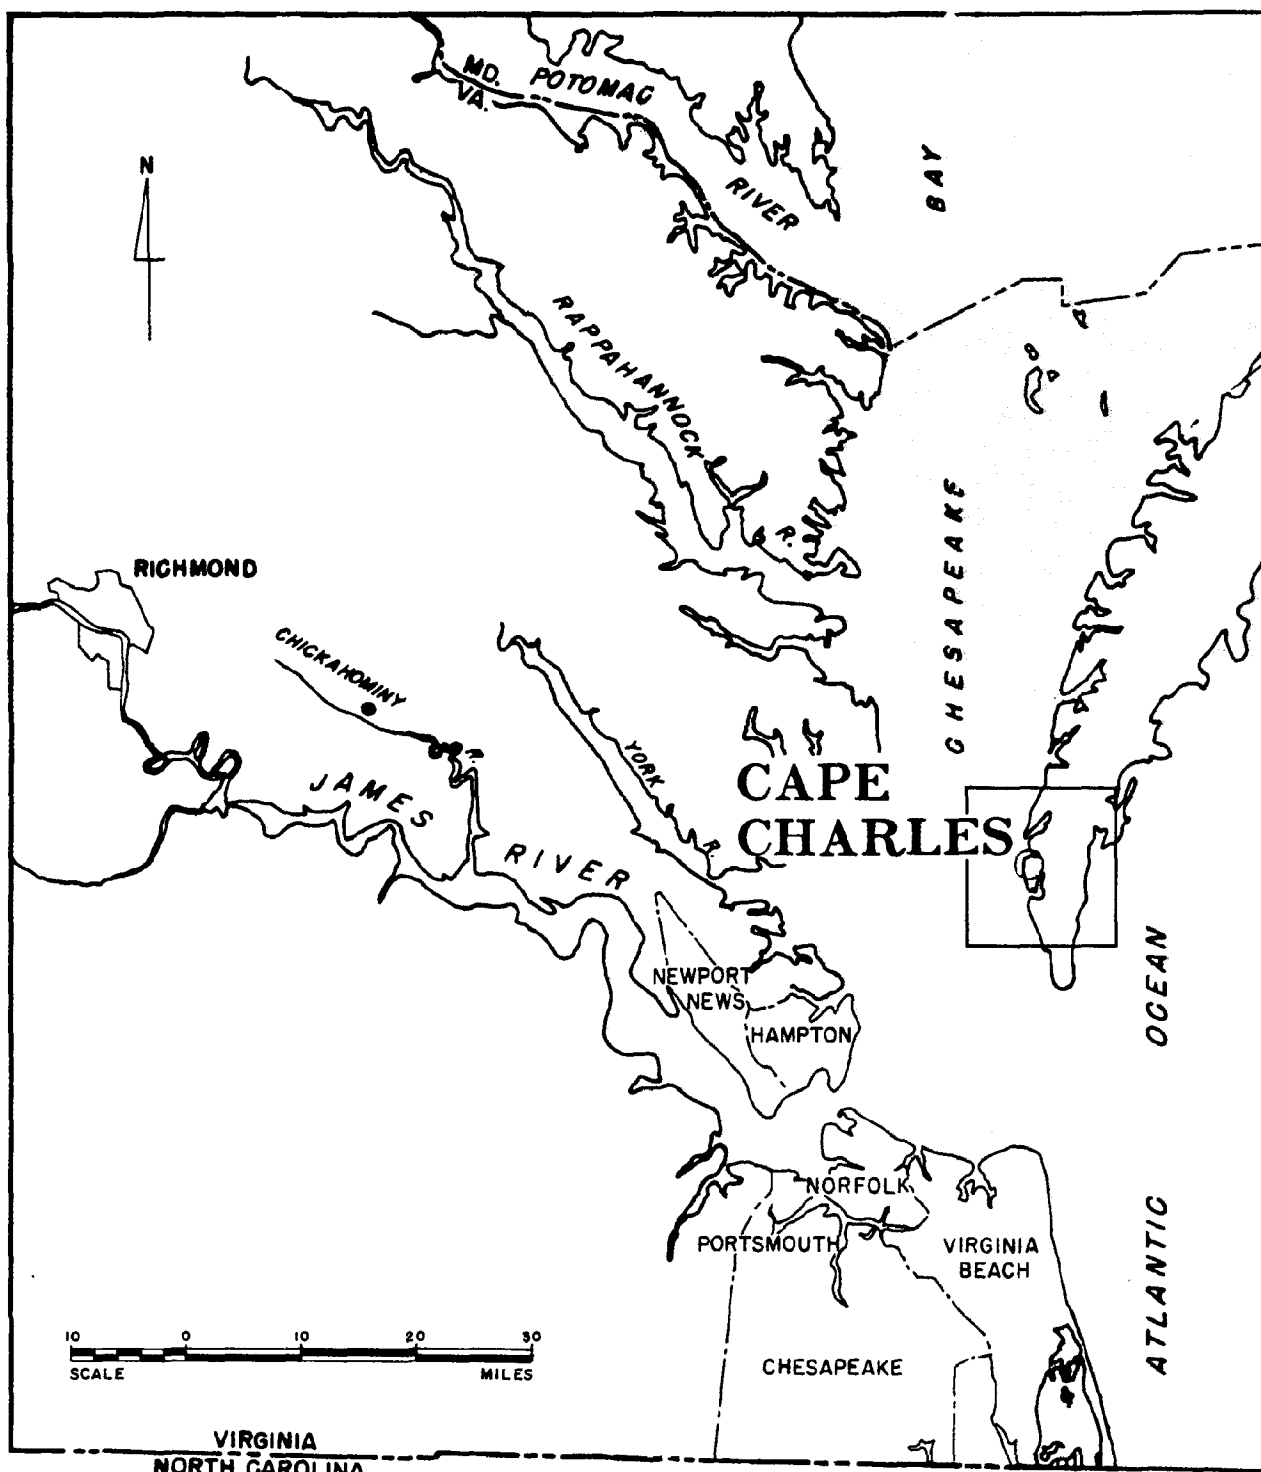 MD.
VA.
POTOMAC
RIVER
BAY
N
RAPPAHANNOCK
R.
CHESAPEAKE
RICHMOND
CHICKAHOMINY
YORK
R.
JAMES
RIVER
CAPE
CHARLES
NEWPORT
NEWS
HAMPTON
OCEAN
ATLANTIC
NORFOLK
PORTSMOUTH
VIRGINIA
BEACH
CHESAPEAKE
10 0 10 20 30
SCALE MILES
VIRGINIA
NORTH CAROLINA